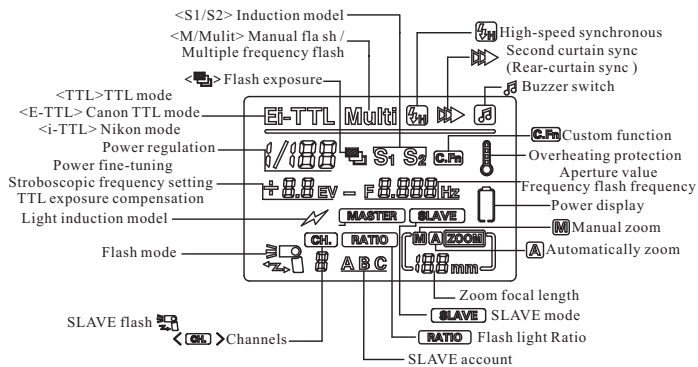 <S1/S2> Induction model
<M/Mulit> Manual fla sh /
Multiple frequency flash
High-speed synchronous
Second curtain sync
(Rear-curtain sync )
Buzzer switch
< >Flash exposure
<TTL>TTL mode
<E-TTL> Canon TTL mode
<i-TTL> Nikon mode
Ei-TTL Multi H
Power regulation
1/188 S1 S2 C.Fn
C.Fn Custom function
Power fine-tuning
Overheating protection
Stroboscopic frequency setting
Aperture value
TTL exposure compensation
+8.8 EV – F 8.888 Hz
Frequency flash frequency
Power display
Light induction model
MASTER SLAVE
M Manual zoom
Flash mode
CH. RATIO M A ZOOM
A Automatically zoom
Z 8 A B C 188 mm
Zoom focal length
SLAVE flash
SLAVE SLAVE mode
< CH. >Channels
RATIO Flash light Ratio
SLAVE account